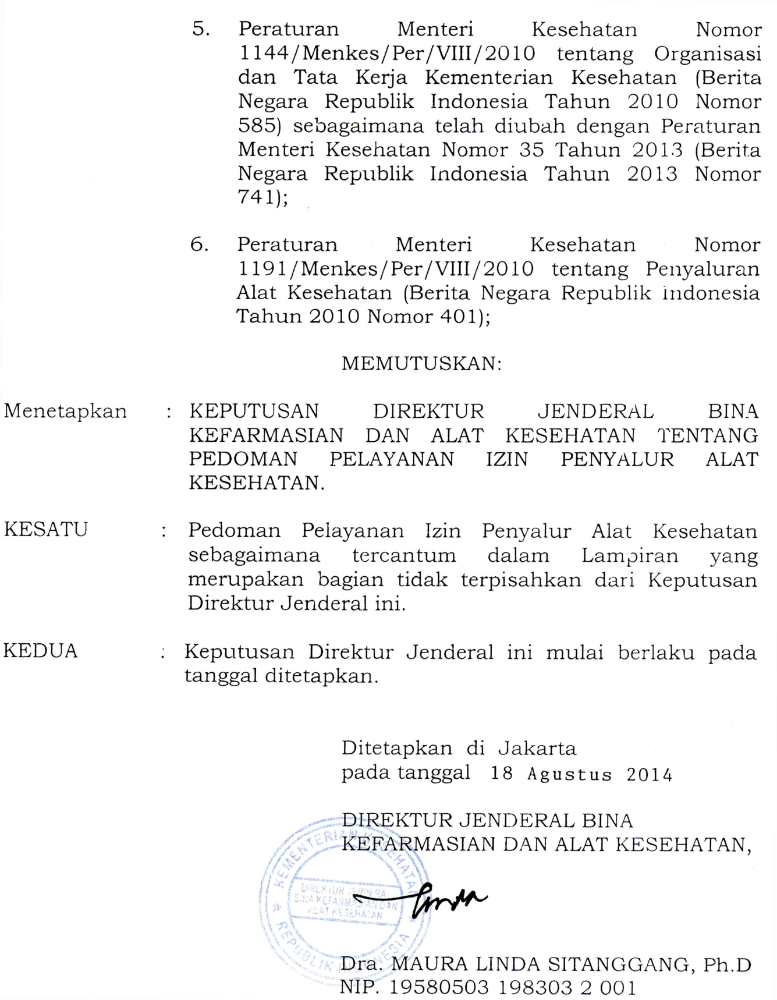 5. Peraturan Menteri Kesehatan Nomor
1144/Menkes/Per/VIII/2010 tentang Organisasi
dan Tata Kerja Kementerian Kesehatan (Berita
Negara Republik Indonesia Tahun 2010 Nomor
585) sebagaimana telah diubah dengan Peraturan
Menteri Kesehatan Nomor 35 Tahun 2013 (Berita
Negara Republik Indonesia Tahun 2013 Nomor
741);
6. Peraturan Menteri Kesehatan Nomor
1191/Menkes/Per/VIII/2010 tentang Penyaluran
Alat Kesehatan (Berita Negara Republik Indonesia
Tahun 2010 Nomor 401);
MEMUTUSKAN:
Menetapkan : KEPUTUSAN DIREKTUR JENDERAL BINA
KEFARMASIAN DAN ALAT KESEHATAN TENTANG
PEDOMAN PELAYANAN IZIN PENYALUR ALAT
KESEHATAN.
KESATU : Pedoman Pelayanan Izin Penyalur Alat Kesehatan
sebagaimana tercantum dalam Lampiran yang
merupakan bagian tidak terpisahkan dari Keputusan
Direktur Jenderal ini.
KEDUA : Keputusan Direktur Jenderal ini mulai berlaku pada
tanggal ditetapkan.
Ditetapkan di Jakarta
pada tanggal 18 Agustus 2014
DIREKTUR JENDERAL BINA
KEFARMASIAN DAN ALAT KESEHATAN,
KEMENTERIAN KESEHATAN
DIREKTUR JENDERAL
BINA KEFARMASIAN DAN
ALAT KESEHATAN
REPUBLIK INDONESIA
Linda
Dra. MAURA LINDA SITANGGANG, Ph.D
NIP. 19580503 198303 2 001